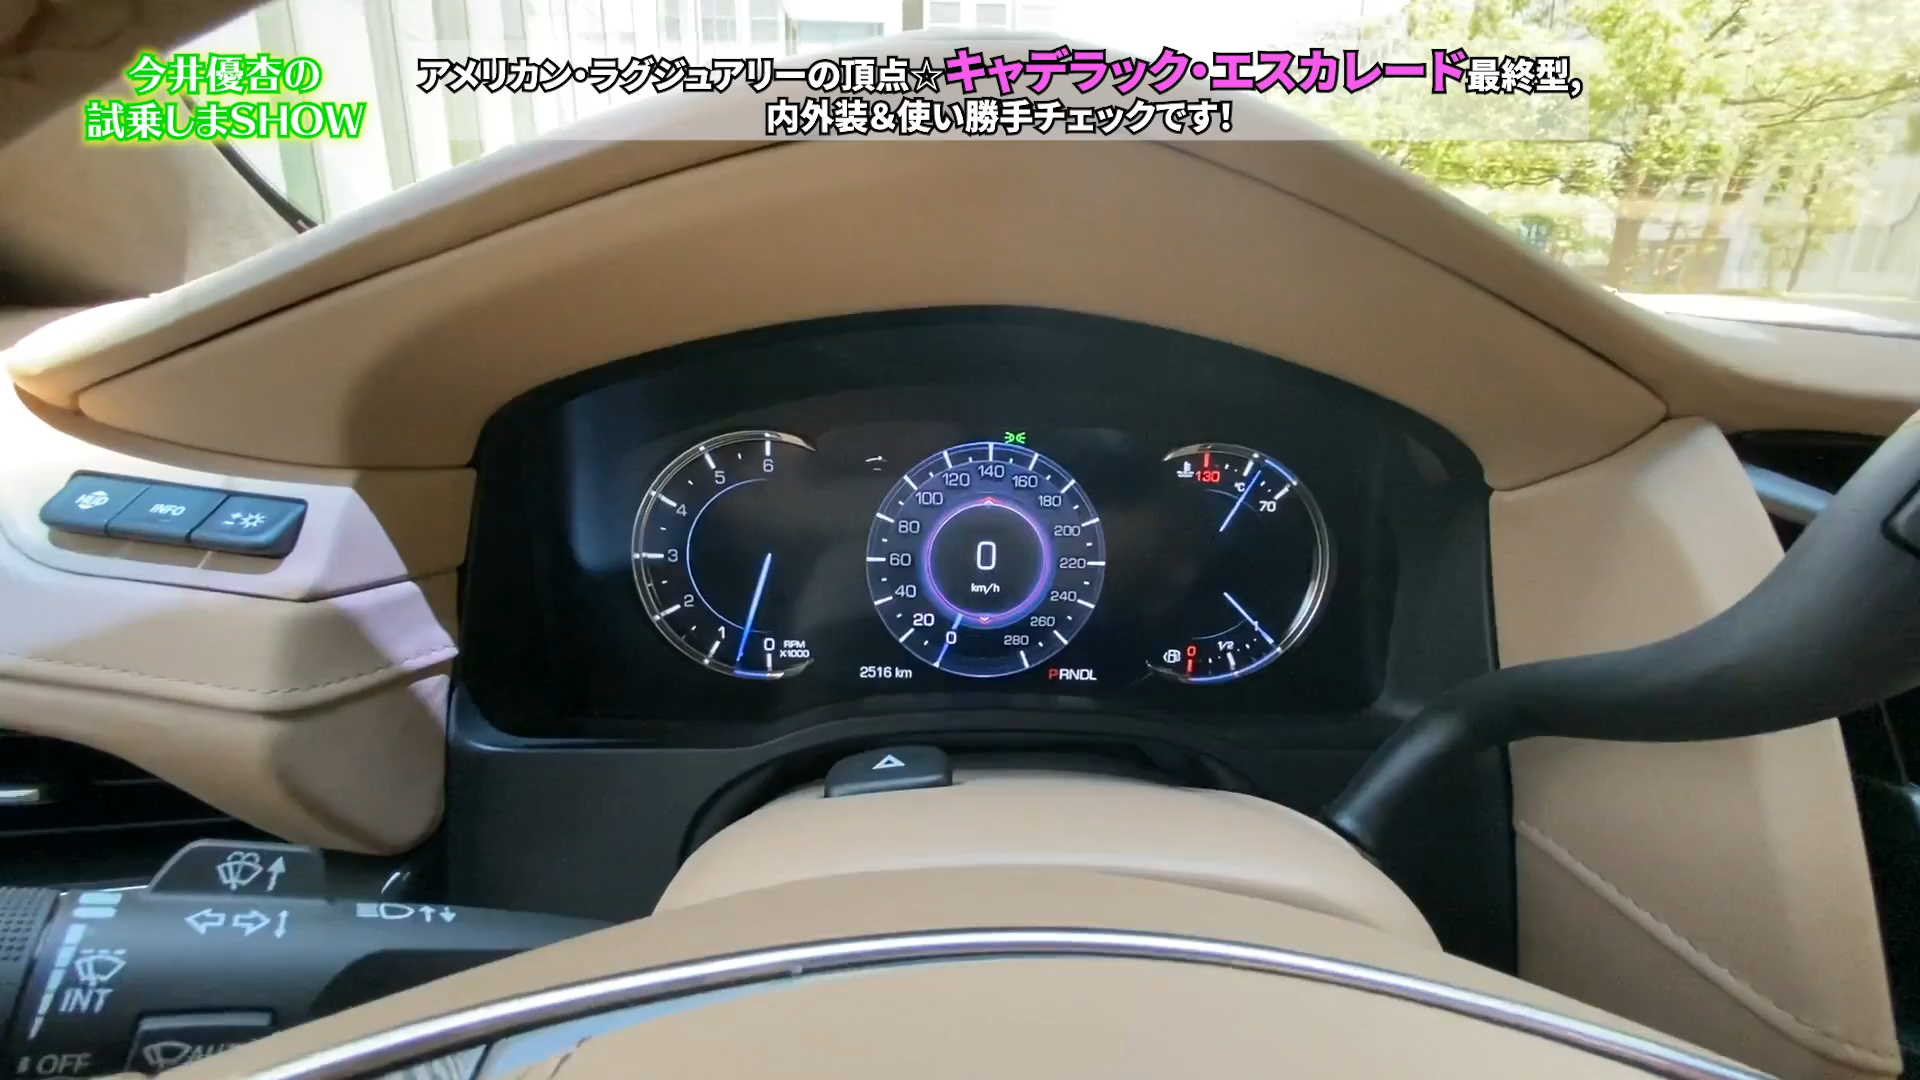 今井優杏の
試乗しまSHOW
アメリカン・ラグジュアリーの頂点☆キャデラック・エスカレード最終型,
内外装&使い勝手チェックです!
HUD
INFO
6
5
4
3
2
1
0
RPM
X1000
140
120
160
100
180
80
200
60
220
40
240
20
260
0
280
0
km/h
2516 km
PRNDL
130
°C
70
0
1/2
1
INT
OFF